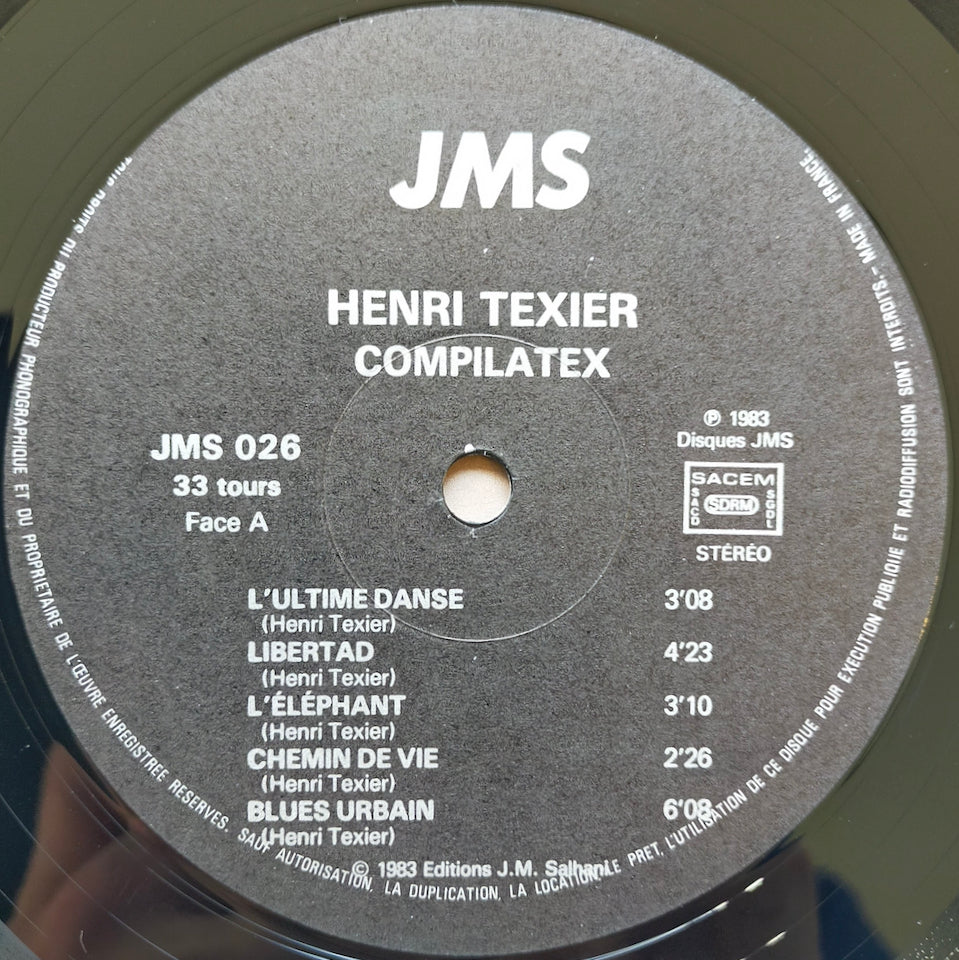 JMS
HENRI TEXIER
COMPILATEX
JMS 026
33 tours
Face A
℗ 1983
Disques JMS
SACEM
SACD
SDRM
SGDL
STÉRÉO
L'ULTIME DANSE 3'08
(Henri Texier)
LIBERTAD 4'23
(Henri Texier)
L'ÉLÉPHANT 3'10
(Henri Texier)
CHEMIN DE VIE 2'26
(Henri Texier)
BLUES URBAIN 6'08
(Henri Texier)
© 1983 Editions J.M. Salhani
TOUS DROITS DU PRODUCTEUR PHONOGRAPHIQUE ET DU PROPRIETAIRE DE L'ŒUVRE ENREGISTREE RESERVES. SAUF AUTORISATION, LA DUPLICATION, LA LOCATION, LE PRET, L'UTILISATION DE CE DISQUE POUR EXECUTION PUBLIQUE ET RADIODIFFUSION SONT INTERDITS. - MADE IN FRANCE.